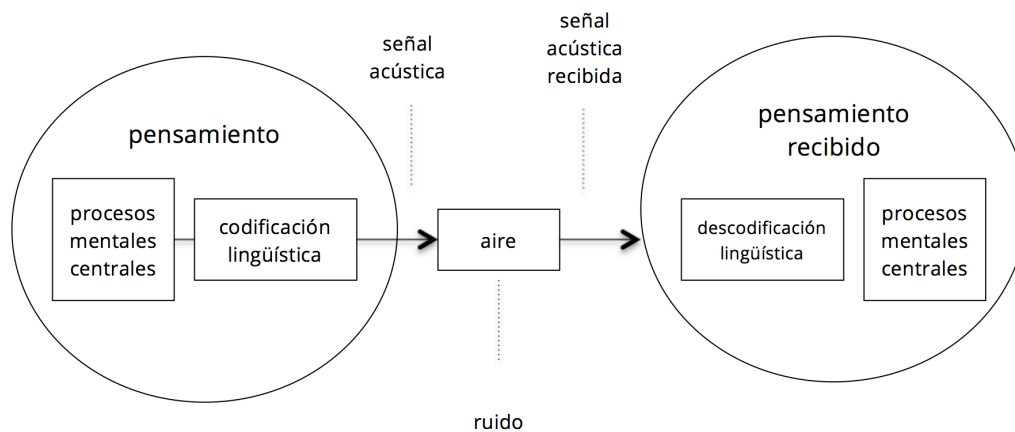 señal
acústica
señal
acústica
recibida
pensamiento
procesos
mentales
centrales
codificación
lingüística
aire
ruido
pensamiento
recibido
descodificación
lingüística
procesos
mentales
centrales